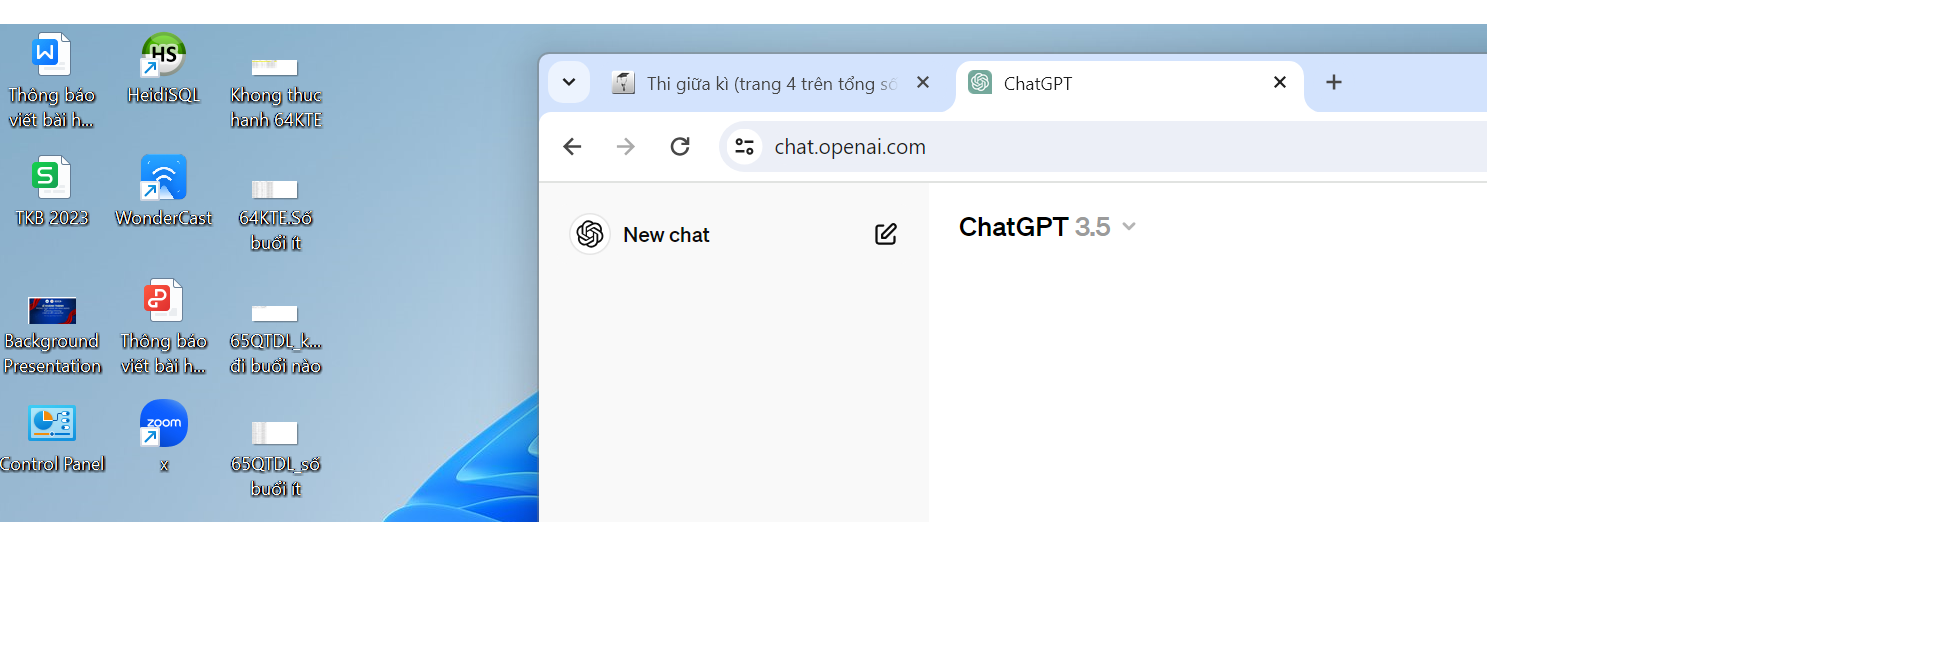 Thông báo
viết bài h...
HeidiSQL
Khong thuc
hanh 64KTE
TKB 2023
WonderCast
64KTE.Số
buổi ít
Background
Presentation
Thông báo
viết bài h...
65QTDL_k...
đi buổi nào
Control Panel
zoom
x
65QTDL_số
buổi ít
Thi giữa kì (trang 4 trên tổng số
ChatGPT
chat.openai.com
New chat
ChatGPT 3.5
W
HS
S